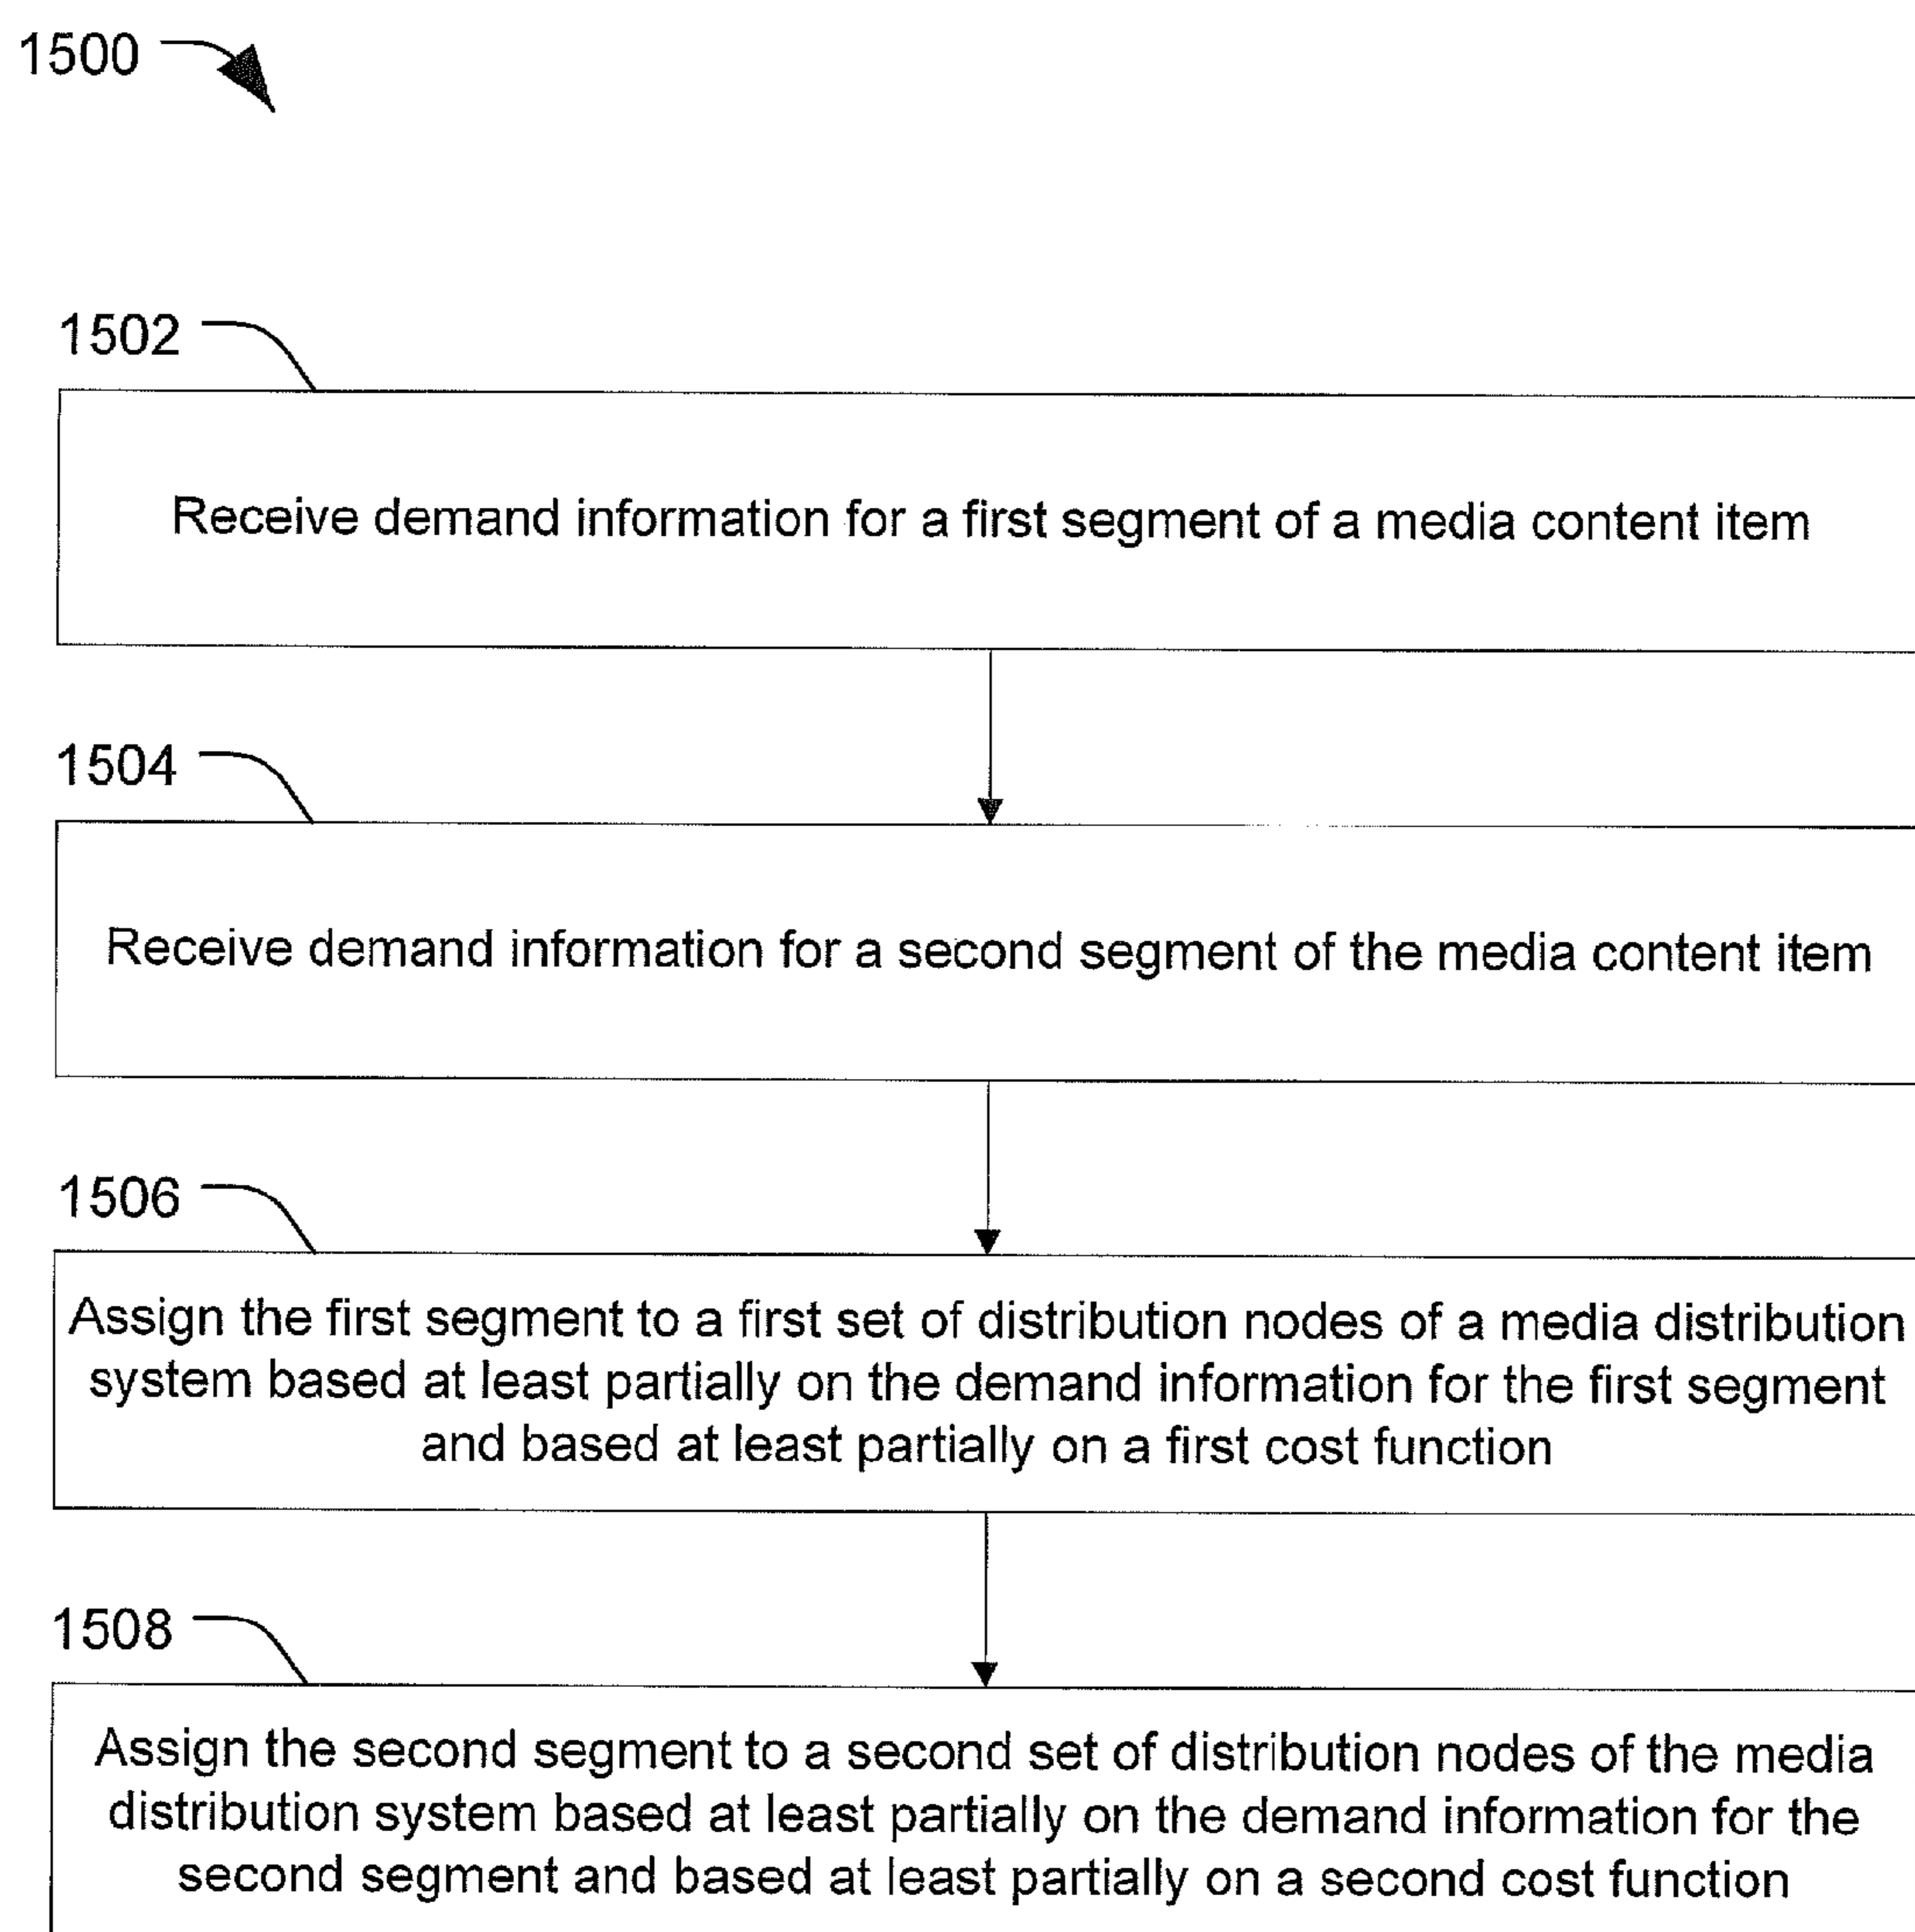 1500
1502
Receive demand information for a first segment of a media content item
1504
Receive demand information for a second segment of the media content item
1506
Assign the first segment to a first set of distribution nodes of a media distribution
system based at least partially on the demand information for the first segment
and based at least partially on a first cost function
1508
Assign the second segment to a second set of distribution nodes of the media
distribution system based at least partially on the demand information for the
second segment and based at least partially on a second cost function